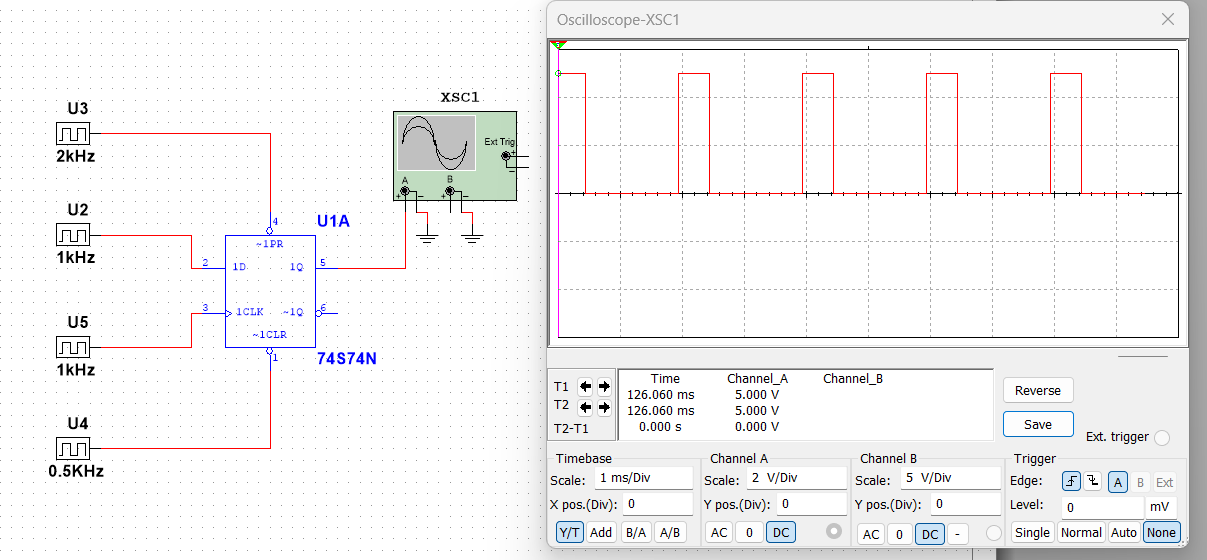 Oscilloscope-XSC1
XSC1
Ext Trig
+
−
A
B
+ − + −
U3
2kHz
U2
1kHz
U5
1kHz
U4
0.5KHz
U1A
4
~1PR
2 1D 1Q 5
3 1CLK ~1Q 6
~1CLR
1
74S74N
Time Channel_A Channel_B
T1 126.060 ms 5.000 V
T2 126.060 ms 5.000 V
T2-T1 0.000 s 0.000 V
Reverse
Save
Ext. trigger
Timebase
Scale: 1 ms/Div
X pos.(Div): 0
Y/T Add B/A A/B
Channel A
Scale: 2 V/Div
Y pos.(Div): 0
AC 0 DC
Channel B
Scale: 5 V/Div
Y pos.(Div): 0
AC 0 DC -
Trigger
Edge: A B Ext
Level: 0 mV
Single Normal Auto None